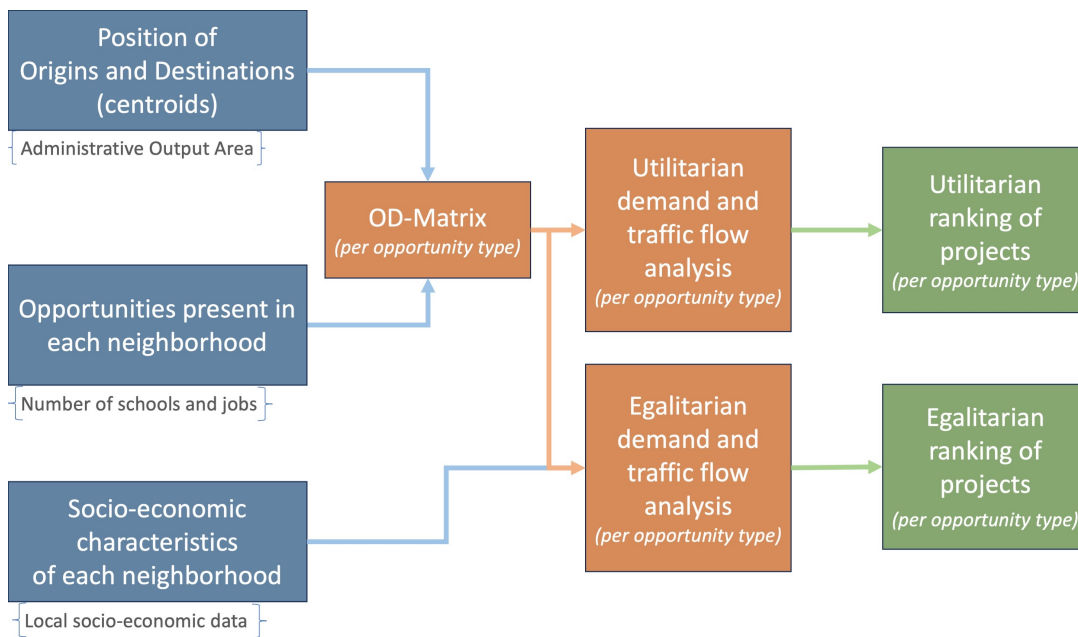 Position of
Origins and Destinations
(centroids)
Administrative Output Area
Opportunities present in
each neighborhood
Number of schools and jobs
Socio-economic
characteristics
of each neighborhood
Local socio-economic data
OD-Matrix
(per opportunity type)
Utilitarian
demand and
traffic flow
analysis
(per opportunity type)
Egalitarian
demand and
traffic flow
analysis
(per opportunity type)
Utilitarian
ranking of
projects
(per opportunity type)
Egalitarian
ranking of
projects
(per opportunity type)